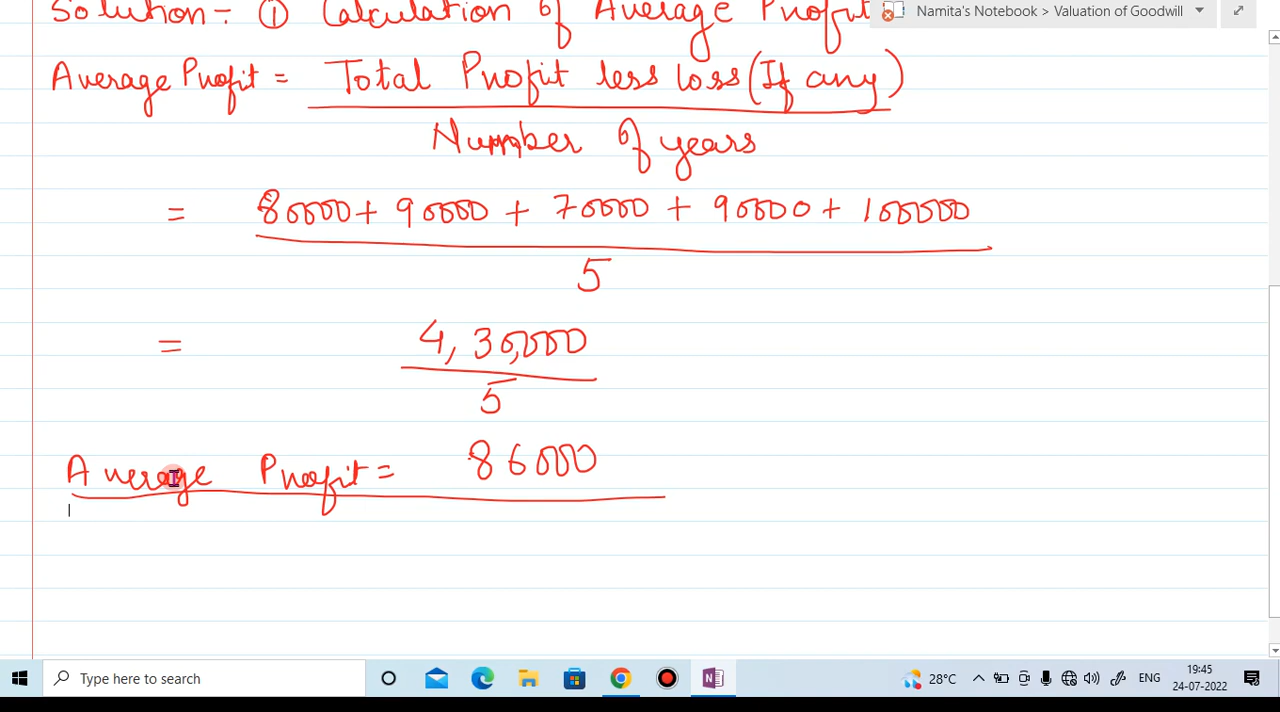 Solution:- ① Calculation of Average Profit
Namita's Notebook > Valuation of Goodwill
Average Profit = Total Profit less loss (If any)
Number of years
= 80000 + 90000 + 70000 + 90000 + 100000
5
= 4,30,000
5
Average Profit = 86000
Type here to search
28°C
ENG
19:45
24-07-2022